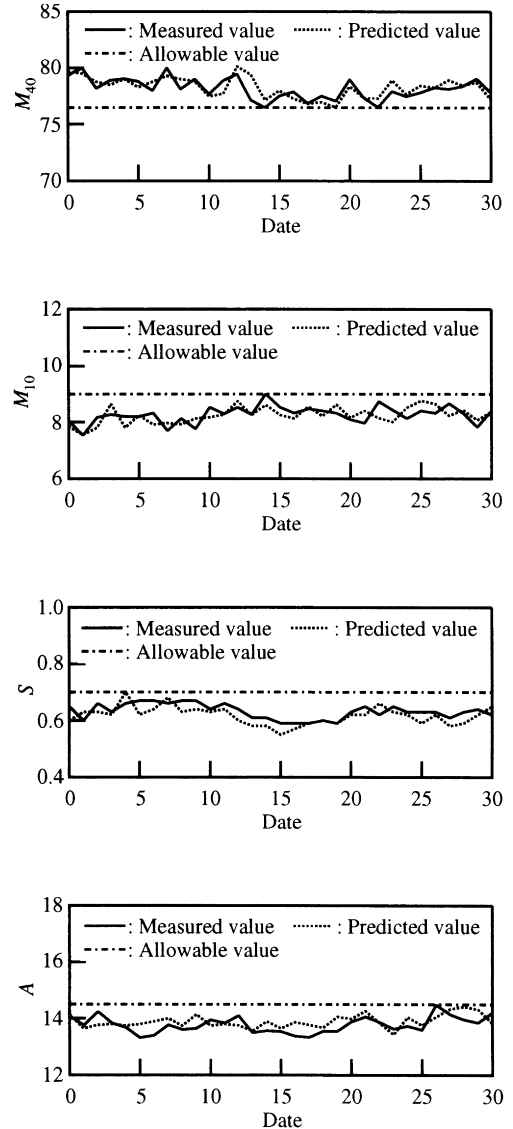 85
: Measured value : Predicted value
: Allowable value
80
75
70
M40
0 5 10 15 20 25 30
Date
12
: Measured value : Predicted value
: Allowable value
10
8
6
M10
0 5 10 15 20 25 30
Date
1.0
: Measured value : Predicted value
: Allowable value
0.8
0.6
0.4
S
0 5 10 15 20 25 30
Date
18
: Measured value : Predicted value
: Allowable value
16
14
12
A
0 5 10 15 20 25 30
Date